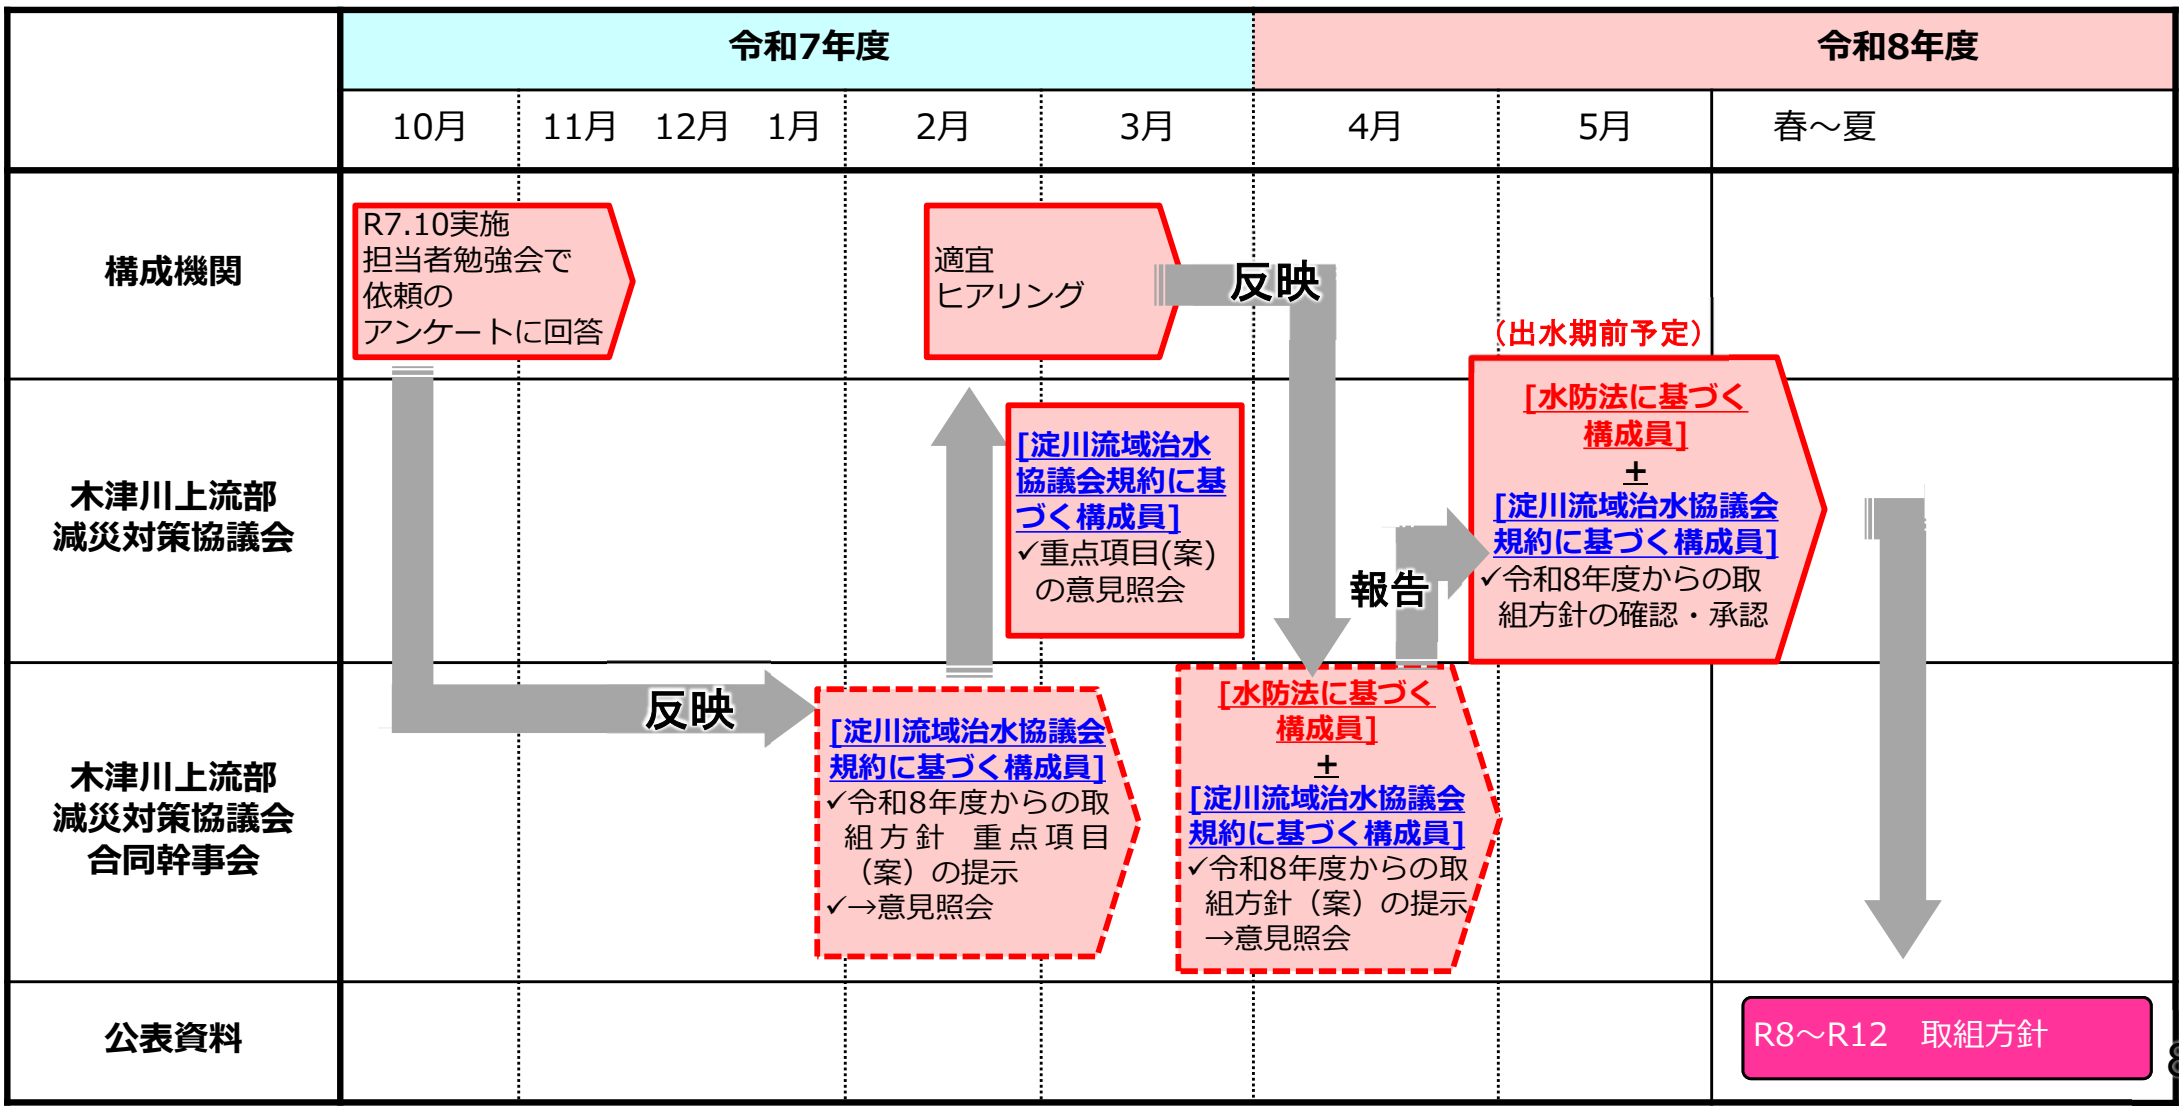 令和7年度
令和8年度
10月
11月
12月
1月
2月
3月
4月
5月
春～夏
構成機関
R7.10実施
担当者勉強会で
依頼の
アンケートに回答
適宜
ヒアリング
反映
（出水期前予定）
木津川上流部
減災対策協議会
[淀川流域治水
協議会規約に基
づく構成員]
✓重点項目(案)
の意見照会
報告
[水防法に基づく
構成員]
+
[淀川流域治水協議会
規約に基づく構成員]
✓令和8年度からの取
組方針の確認・承認
木津川上流部
減災対策協議会
合同幹事会
反映
[淀川流域治水協議会
規約に基づく構成員]
✓令和8年度からの取
組方針 重点項目
（案）の提示
✓→意見照会
[水防法に基づく
構成員]
+
[淀川流域治水協議会
規約に基づく構成員]
✓令和8年度からの取
組方針（案）の提示
→意見照会
公表資料
R8～R12　取組方針
8